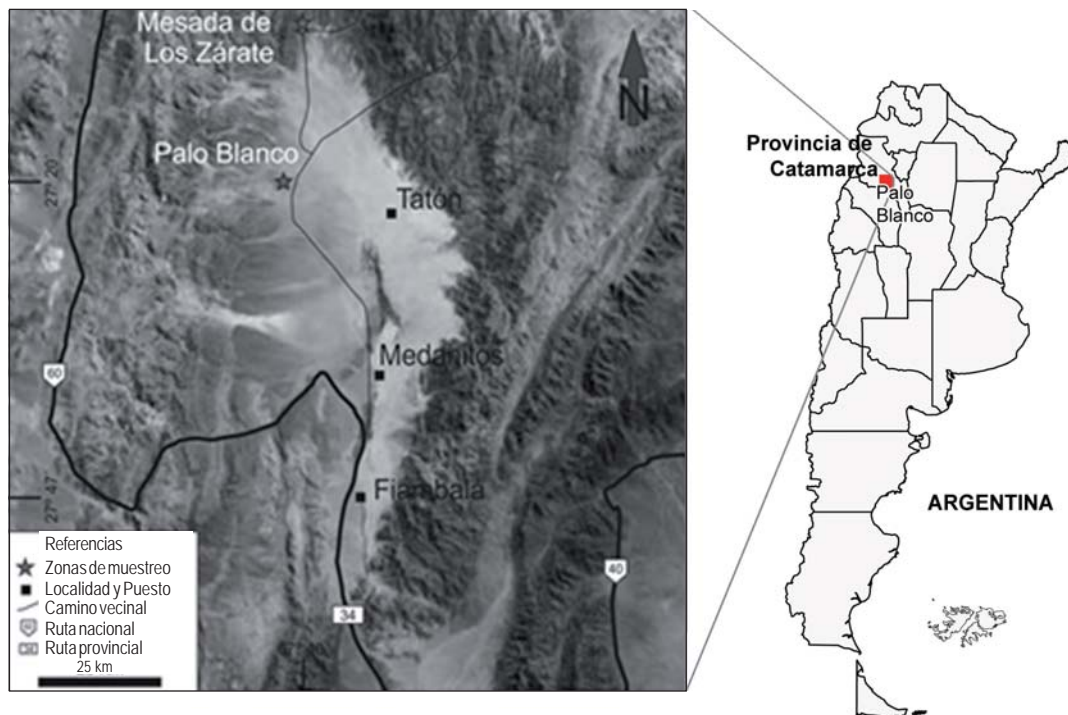 Mesada de
Los Zárate
N
Palo Blanco
27° 20
Tatón
Medanitos
60
Fiambalá
27° 47
34
40
Referencias
Zonas de muestreo
Localidad y Puesto
Camino vecinal
Ruta nacional
Ruta provincial
25 km
Provincia de
Catamarca
Palo
Blanco
ARGENTINA